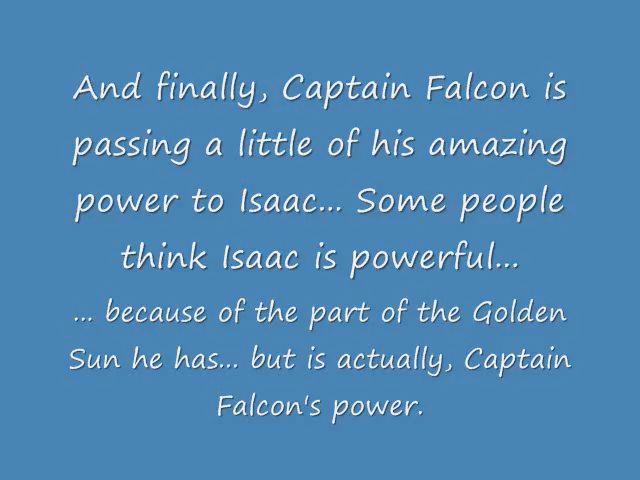 And finally, Captain Falcon is
passing a little of his amazing
power to Isaac... Some people
think Isaac is powerful...
... because of the part of the Golden
Sun he has... but is actually, Captain
Falcon's power.